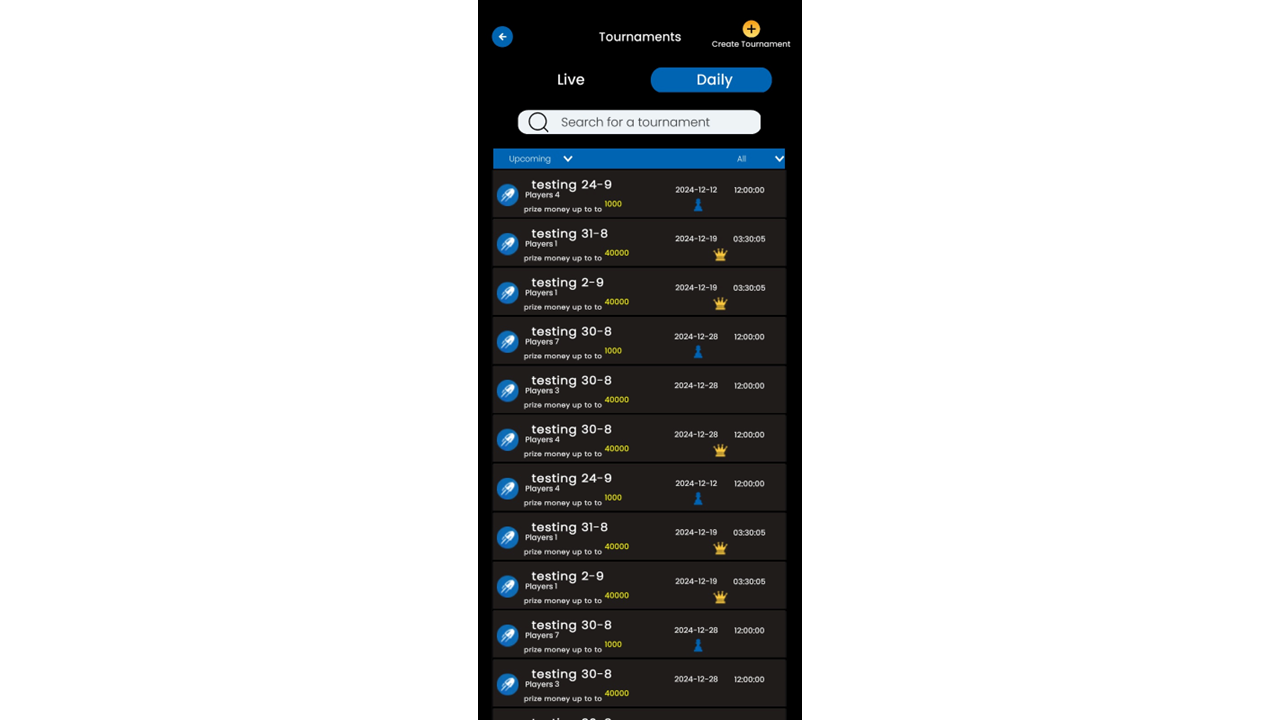 Tournaments
Create Tournament
Live Daily
Search for a tournament
Upcoming All
testing 24-9
Players 4
2024-12-12 12:00:00
prize money up to to 1000
testing 31-8
Players 1
2024-12-19 03:30:05
prize money up to to 40000
testing 2-9
Players 1
2024-12-19 03:30:05
prize money up to to 40000
testing 30-8
Players 7
2024-12-28 12:00:00
prize money up to to 1000
testing 30-8
Players 3
2024-12-28 12:00:00
prize money up to to 40000
testing 30-8
Players 4
2024-12-28 12:00:00
prize money up to to 40000
testing 24-9
Players 4
2024-12-12 12:00:00
prize money up to to 1000
testing 31-8
Players 1
2024-12-19 03:30:05
prize money up to to 40000
testing 2-9
Players 1
2024-12-19 03:30:05
prize money up to to 40000
testing 30-8
Players 7
2024-12-28 12:00:00
prize money up to to 1000
testing 30-8
Players 3
2024-12-28 12:00:00
prize money up to to 40000